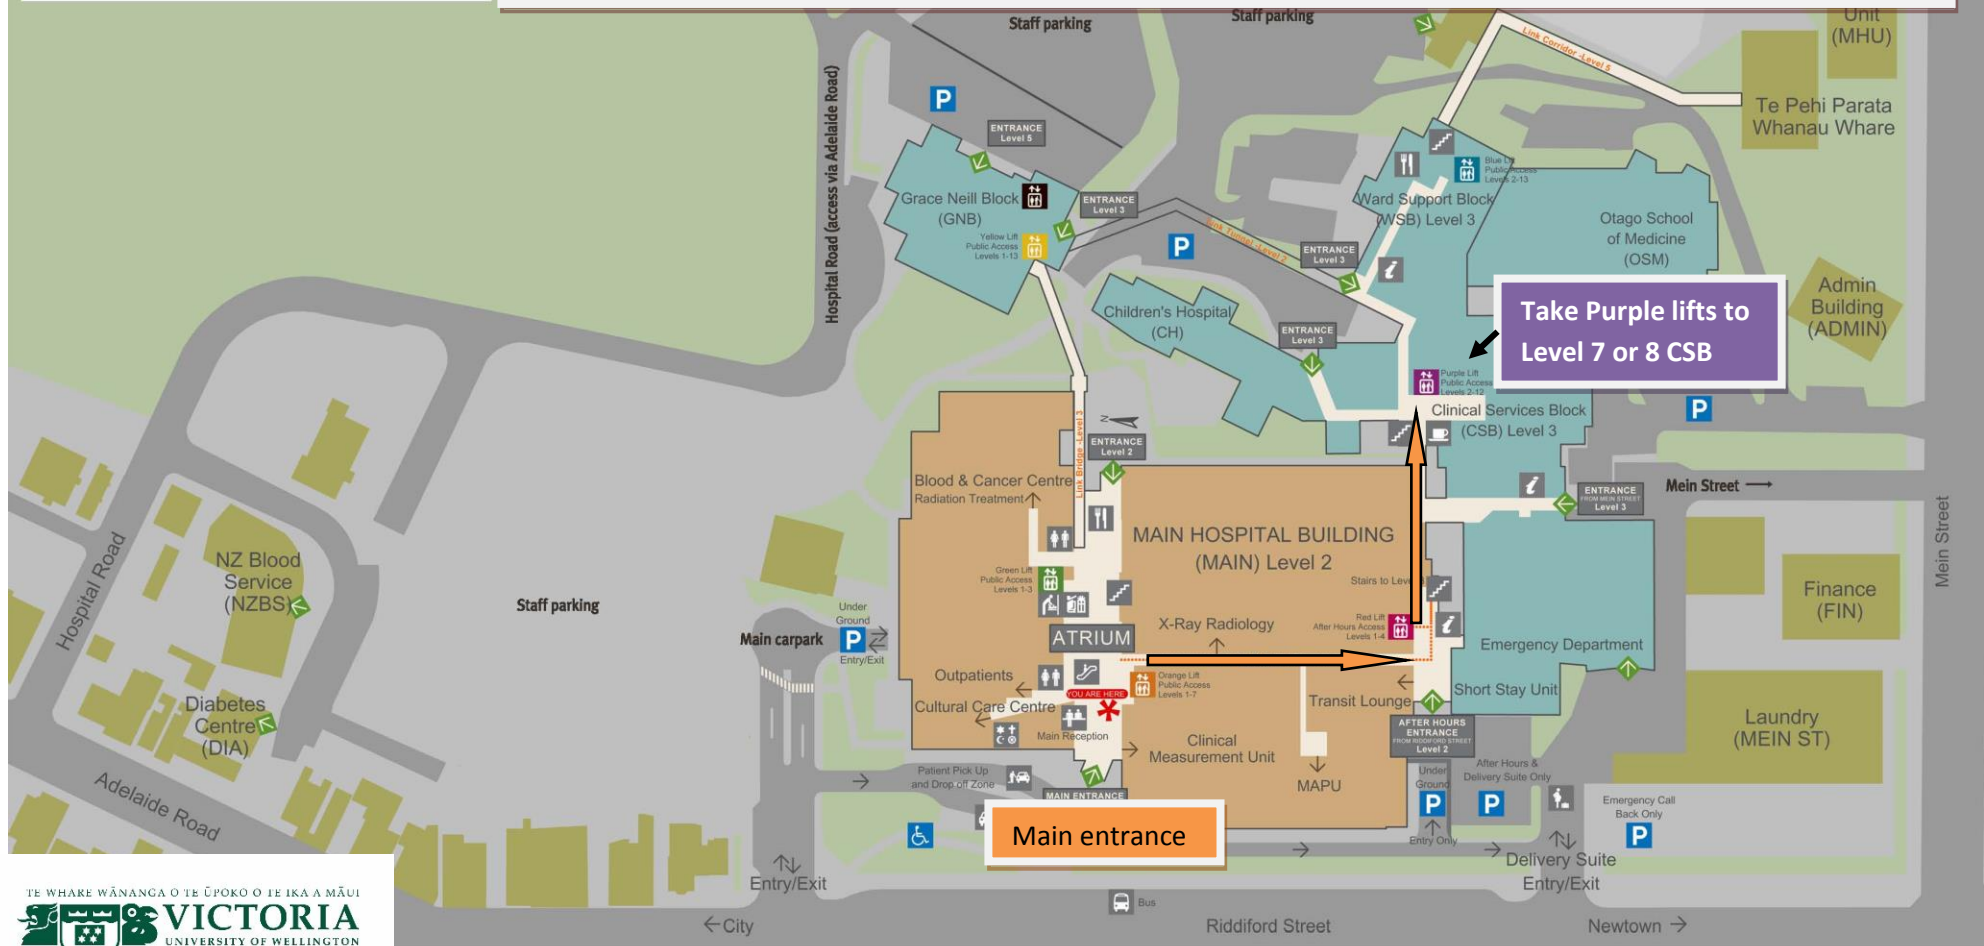 Staff parking
Staff parking
Unit
(MHU)
Link Corridor -Level 5
Hospital Road (access via Adelaide Road)
P
ENTRANCE
Level 5
Te Pehi Parata
Whanau Whare
Grace Neill Block
(GNB)
ENTRANCE
Level 3
Yellow Lift
Public Access
Levels 1-13
Blue Lift
Public Access
Levels 2-13
Ward Support Block
(WSB) Level 3
Otago School
of Medicine
(OSM)
Link Tunnel -Level 2
P
ENTRANCE
Level 3
i
Children's Hospital
(CH)
ENTRANCE
Level 3
Take Purple lifts to
Level 7 or 8 CSB
Admin
Building
(ADMIN)
Purple Lift
Public Access
Levels 2-12
P
Clinical Services Block
(CSB) Level 3
Link Bridge -Level 3
N
ENTRANCE
Level 2
Blood & Cancer Centre
Radiation Treatment
i
ENTRANCE
FROM MEIN STREET
Level 3
Mein Street
Mein Street
MAIN HOSPITAL BUILDING
(MAIN) Level 2
Hospital Road
NZ Blood
Service
(NZBS)
Staff parking
Green Lift
Public Access
Levels 1-3
Stairs to Level
Finance
(FIN)
Under
Ground
P
Entry/Exit
Main carpark
ATRIUM
X-Ray Radiology
Red Lift
After Hours Access
Levels 1-4
i
Emergency Department
Outpatients
YOU ARE HERE
Orange Lift
Public Access
Levels 1-7
Cultural Care Centre
Main Reception
Transit Lounge
Short Stay Unit
Diabetes
Centre
(DIA)
Clinical
Measurement Unit
AFTER HOURS
ENTRANCE
FROM RIDDIFORD STREET
Level 2
Laundry
(MEIN ST)
Adelaide Road
Patient Pick Up
and Drop off Zone
MAIN ENTRANCE
MAPU
Under
Ground
P
Entry Only
After Hours &
Delivery Suite Only
P
Emergency Call
Back Only
P
Main entrance
Entry/Exit
Delivery Suite
Entry/Exit
Bus
City
Riddiford Street
Newtown
TE WHARE WĀNANGA O TE ŪPOKO O TE IKA A MĀUI
VICTORIA
UNIVERSITY OF WELLINGTON